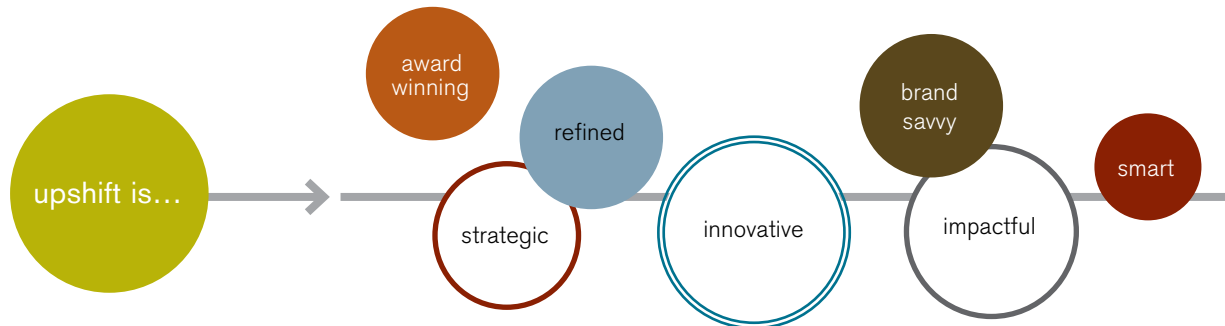 upshift is…
award
winning
refined
strategic
innovative
brand
savvy
impactful
smart